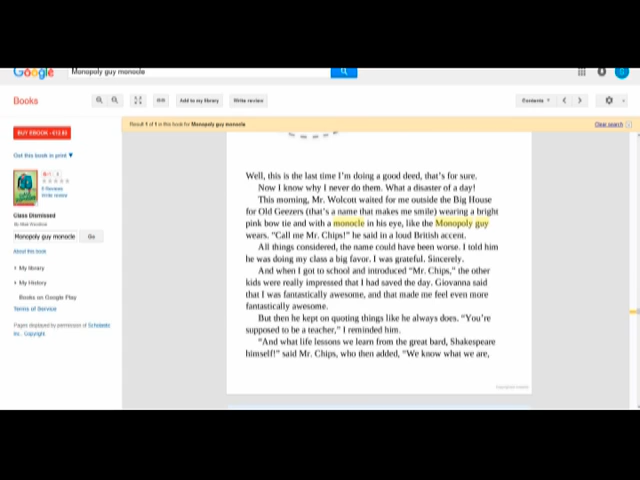 Google
Monopoly guy monocle
Books
Add to my library
Write review
Contents
BUY EBOOK
Result 1 of 1 in this book for Monopoly guy monocle
Clear search
Get this book in print
Well, this is the last time I'm doing a good deed, that's for sure.
Now I know why I never do them. What a disaster of a day!
This morning, Mr. Wolcott waited for me outside the Big House
for Old Geezers (that's a name that makes me smile) wearing a bright
pink bow tie and with a monocle in his eye, like the Monopoly guy
wears. "Call me Mr. Chips!" he said in a loud British accent.
All things considered, the name could have been worse. I told him
he was doing my class a big favor. I was grateful. Sincerely.
And when I got to school and introduced "Mr. Chips," the other
kids were really impressed that I had saved the day. Giovanna said
that I was fantastically awesome, and that made me feel even more
fantastically awesome.
But then he kept on quoting things like he always does. "You're
supposed to be a teacher," I reminded him.
"And what life lessons we learn from the great bard, Shakespeare
himself!" said Mr. Chips, who then added, "We know what we are,
0 Reviews
Write review
Class Dismissed
Monopoly guy monocle
Go
About this book
My library
My History
Books on Google Play
Terms of Service
Pages displayed by permission of Scholastic
Inc.. Copyright.